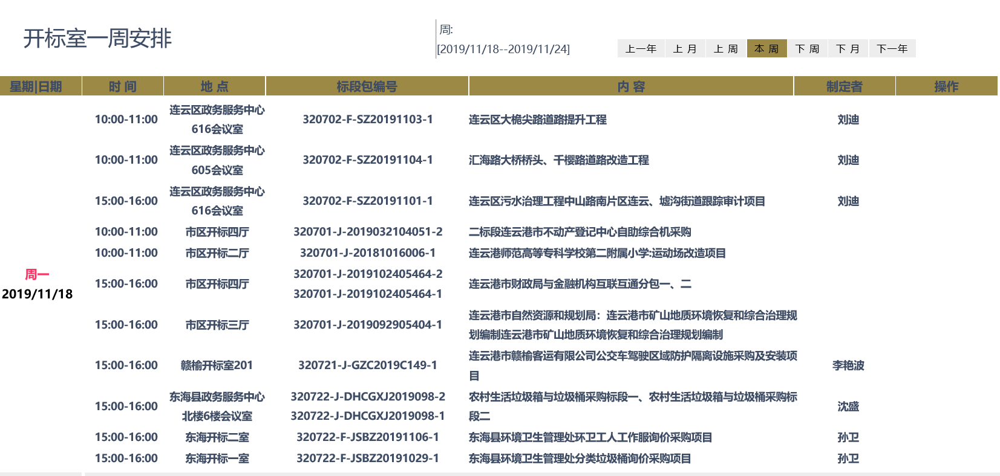 开标室一周安排
周:
[2019/11/18--2019/11/24]
上一年 上 月 上 周 本 周 下 周 下 月 下一年
星期|日期 时 间 地 点 标段包编号 内 容 制定者 操作
周一
2019/11/18
10:00-11:00 连云区政务服务中心 320702-F-SZ20191103-1 连云区大桅尖路道路提升工程 刘迪
616会议室
10:00-11:00 连云区政务服务中心 320702-F-SZ20191104-1 汇海路大桥桥头、千樱路道路改造工程 刘迪
605会议室
15:00-16:00 连云区政务服务中心 320702-F-SZ20191101-1 连云区污水治理工程中山路南片区连云、墟沟街道跟踪审计项目 刘迪
616会议室
10:00-11:00 市区开标四厅 320701-J-2019032104051-2 二标段连云港市不动产登记中心自助综合机采购
10:00-11:00 市区开标二厅 320701-J-20181016006-1 连云港师范高等专科学校第二附属小学:运动场改造项目
15:00-16:00 市区开标四厅 320701-J-2019102405464-2 连云港市财政局与金融机构互联互通分包一、二
320701-J-2019102405464-1
15:00-16:00 市区开标三厅 320701-J-2019092905404-1 连云港市自然资源和规划局：连云港市矿山地质环境恢复和综合治理规
划编制连云港市矿山地质环境恢复和综合治理规划编制
15:00-16:00 赣榆开标室201 320721-J-GZC2019C149-1 连云港市赣榆客运有限公司公交车驾驶区域防护隔离设施采购及安装项 李艳波
目
15:00-16:00 东海县政务服务中心 320722-J-DHCGXJ2019098-2 农村生活垃圾箱与垃圾桶采购标段一、农村生活垃圾箱与垃圾桶采购标 沈盛
北楼6楼会议室 320722-J-DHCGXJ2019098-1 段二
15:00-16:00 东海开标二室 320722-F-JSBZ20191106-1 东海县环境卫生管理处环卫工人工作服询价采购项目 孙卫
15:00-16:00 东海开标一室 320722-F-JSBZ20191029-1 东海县环境卫生管理处分类垃圾桶询价采购项目 孙卫